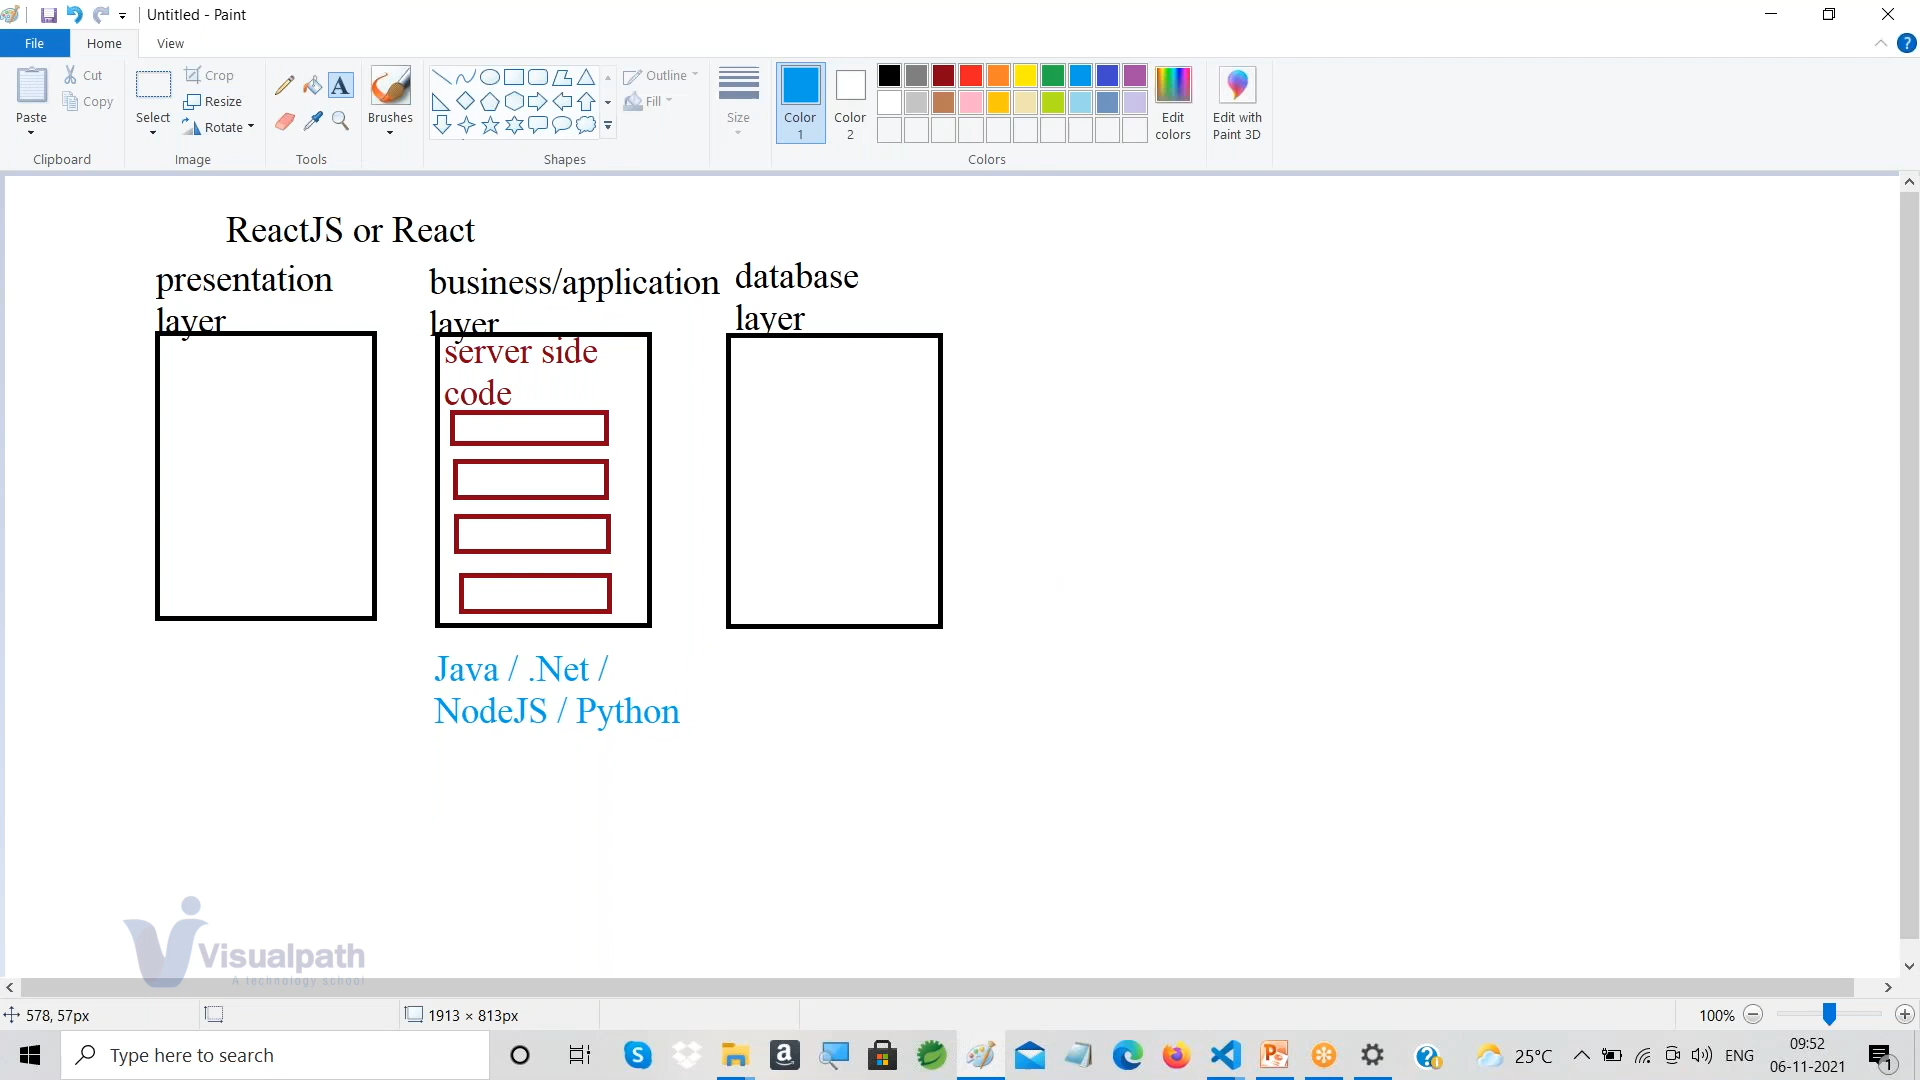 Untitled - Paint
File Home View
Paste
Cut
Copy
Clipboard
Select
Crop
Resize
Rotate
Image
Tools
Brushes
Shapes
Outline
Fill
Size
Color 1
Color 2
Colors
Edit colors
Edit with Paint 3D
ReactJS or React
presentation
layer
business/application
layer
database
layer
server side
code
Java / .Net /
NodeJS / Python
Visualpath
A technology school
578, 57px
1913 × 813px
100%
Type here to search
25°C
ENG
09:52
06-11-2021
1